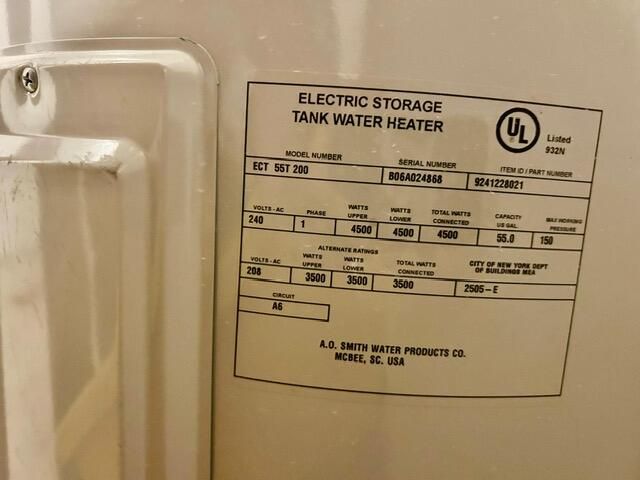 ELECTRIC STORAGE
TANK WATER HEATER
UL
Listed
932N
MODEL NUMBER SERIAL NUMBER ITEM ID / PART NUMBER
ECT 55T 200 B06A024868 9241228021
VOLTS - AC PHASE WATTS UPPER WATTS LOWER TOTAL WATTS CONNECTED CAPACITY US GAL. MAX WORKING PRESSURE
240 1 4500 4500 4500 55.0 150
ALTERNATE RATINGS
VOLTS - AC WATTS UPPER WATTS LOWER TOTAL WATTS CONNECTED CITY OF NEW YORK DEPT OF BUILDINGS MEA
208 3500 3500 3500 2505-E
CIRCUIT
A6
A.O. SMITH WATER PRODUCTS CO.
MCBEE, SC. USA